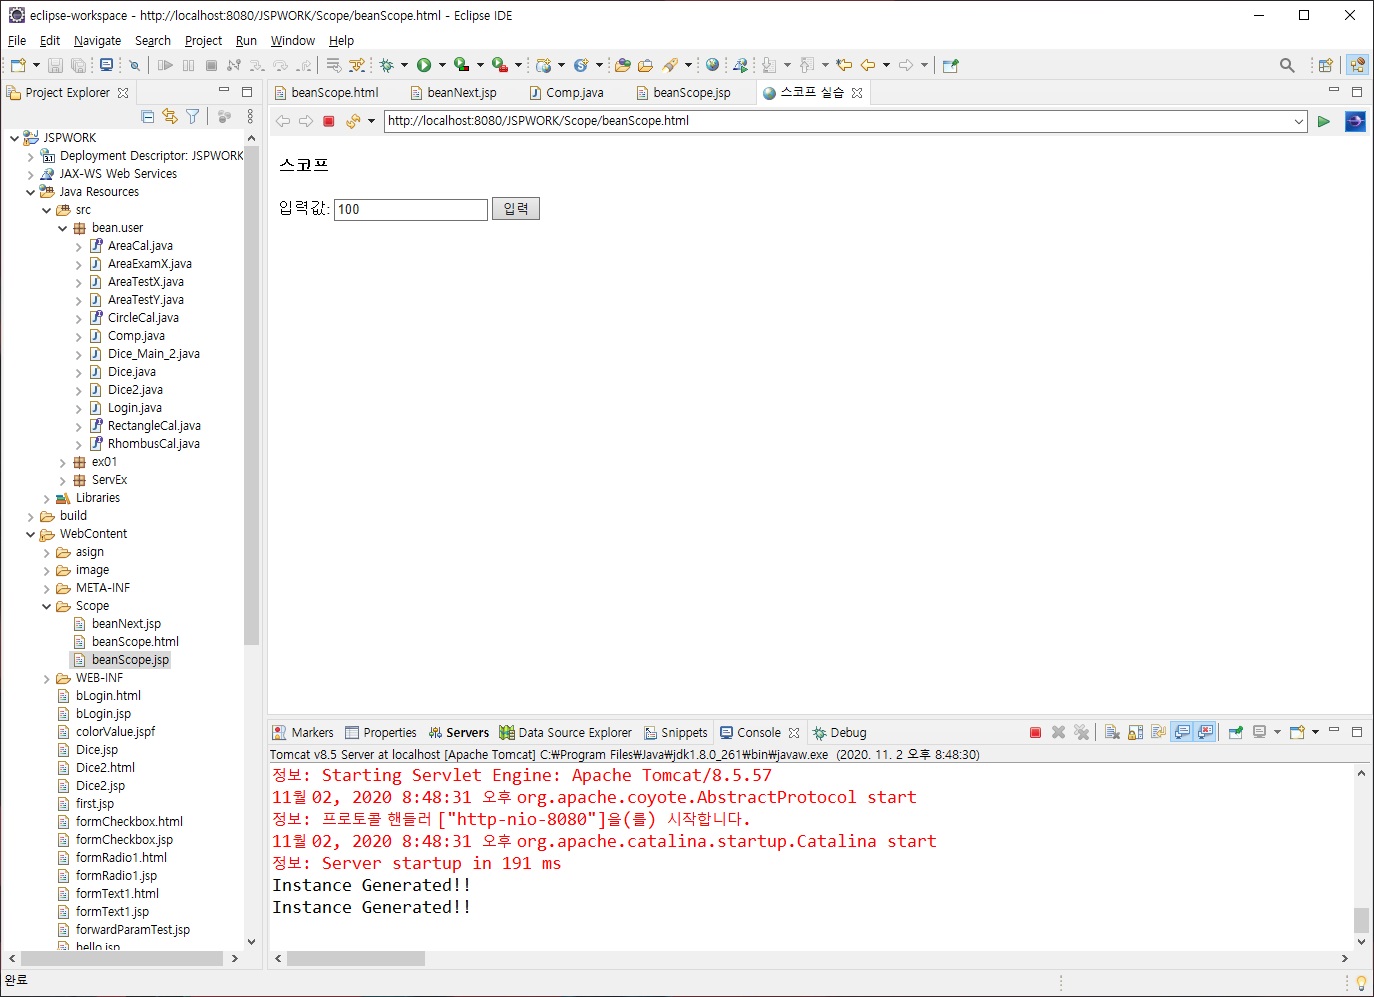 eclipse-workspace - http://localhost:8080/JSPWORK/Scope/beanScope.html - Eclipse IDE
File Edit Navigate Search Project Run Window Help
Project Explorer
beanScope.html beanNext.jsp Comp.java beanScope.jsp 스코프 실습
http://localhost:8080/JSPWORK/Scope/beanScope.html
JSPWORK
Deployment Descriptor: JSPWORK
JAX-WS Web Services
Java Resources
src
bean.user
AreaCal.java
AreaExamX.java
AreaTestX.java
AreaTestY.java
CircleCal.java
Comp.java
Dice_Main_2.java
Dice.java
Dice2.java
Login.java
RectangleCal.java
RhombusCal.java
ex01
ServEx
Libraries
build
WebContent
asign
image
META-INF
Scope
beanNext.jsp
beanScope.html
beanScope.jsp
WEB-INF
bLogin.html
bLogin.jsp
colorValue.jspf
Dice.jsp
Dice2.html
Dice2.jsp
first.jsp
formCheckbox.html
formCheckbox.jsp
formRadio1.html
formRadio1.jsp
formText1.html
formText1.jsp
forwardParamTest.jsp
hello.jsp
스코프
입력값: 100 입력
Markers Properties Servers Data Source Explorer Snippets Console Debug
Tomcat v8.5 Server at localhost [Apache Tomcat] C:₩Program Files₩Java₩jdk1.8.0_261₩bin₩javaw.exe (2020. 11. 2 오후 8:48:30)
정보: Starting Servlet Engine: Apache Tomcat/8.5.57
11월 02, 2020 8:48:31 오후 org.apache.coyote.AbstractProtocol start
정보: 프로토콜 핸들러 ["http-nio-8080"]을(를) 시작합니다.
11월 02, 2020 8:48:31 오후 org.apache.catalina.startup.Catalina start
정보: Server startup in 191 ms
Instance Generated!!
Instance Generated!!
완료